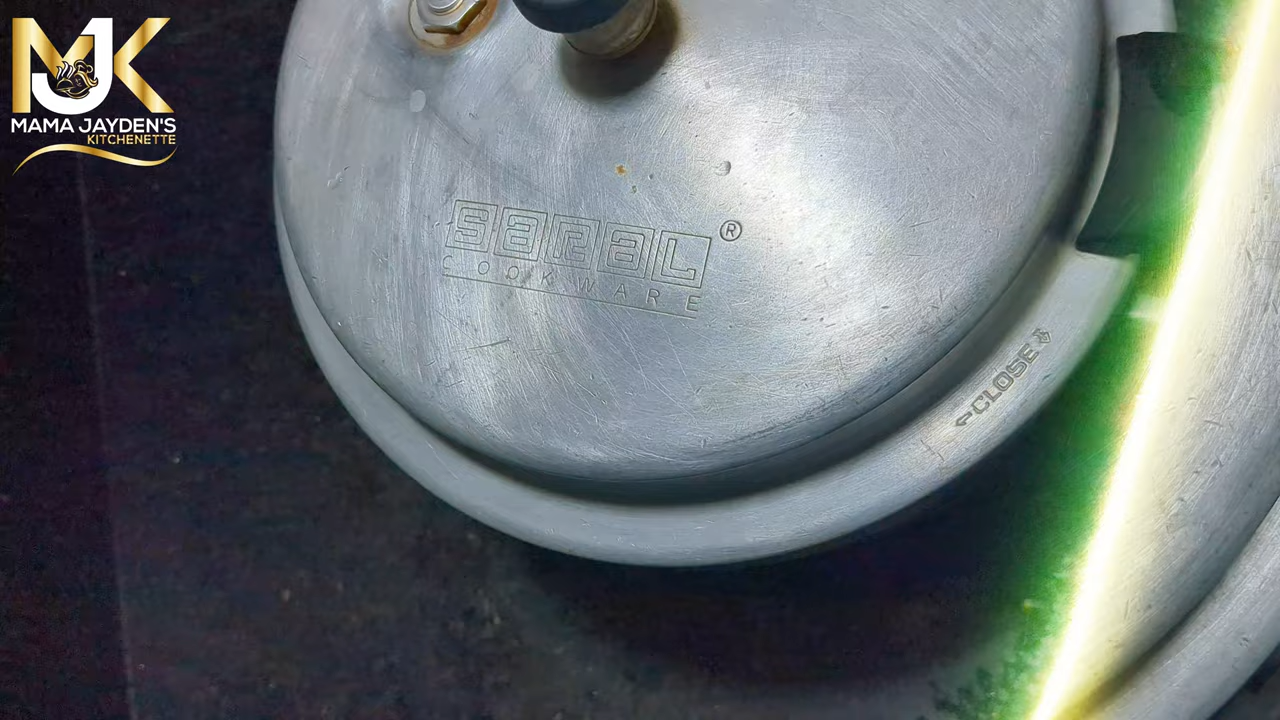 MJK
MAMA JAYDEN'S
KITCHENETTE
SaRaL®
COOKWARE
←CLOSE⇨